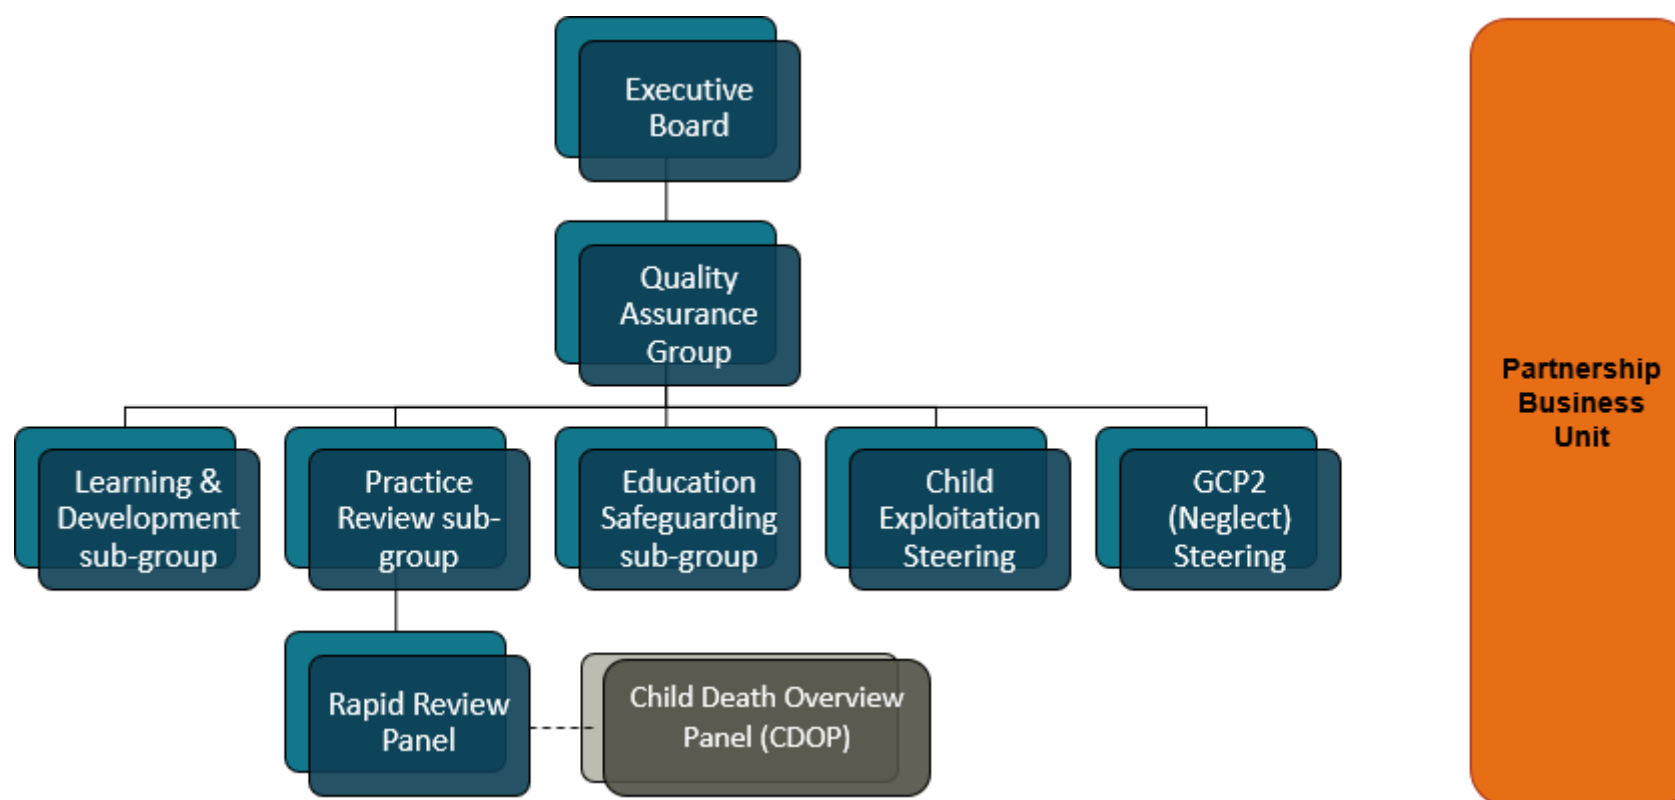 Executive
Board
Quality
Assurance
Group
Learning &
Development
sub-group
Practice
Review sub-
group
Education
Safeguarding
sub-group
Child
Exploitation
Steering
GCP2
(Neglect)
Steering
Rapid Review
Panel
Child Death Overview
Panel (CDOP)
Partnership
Business
Unit